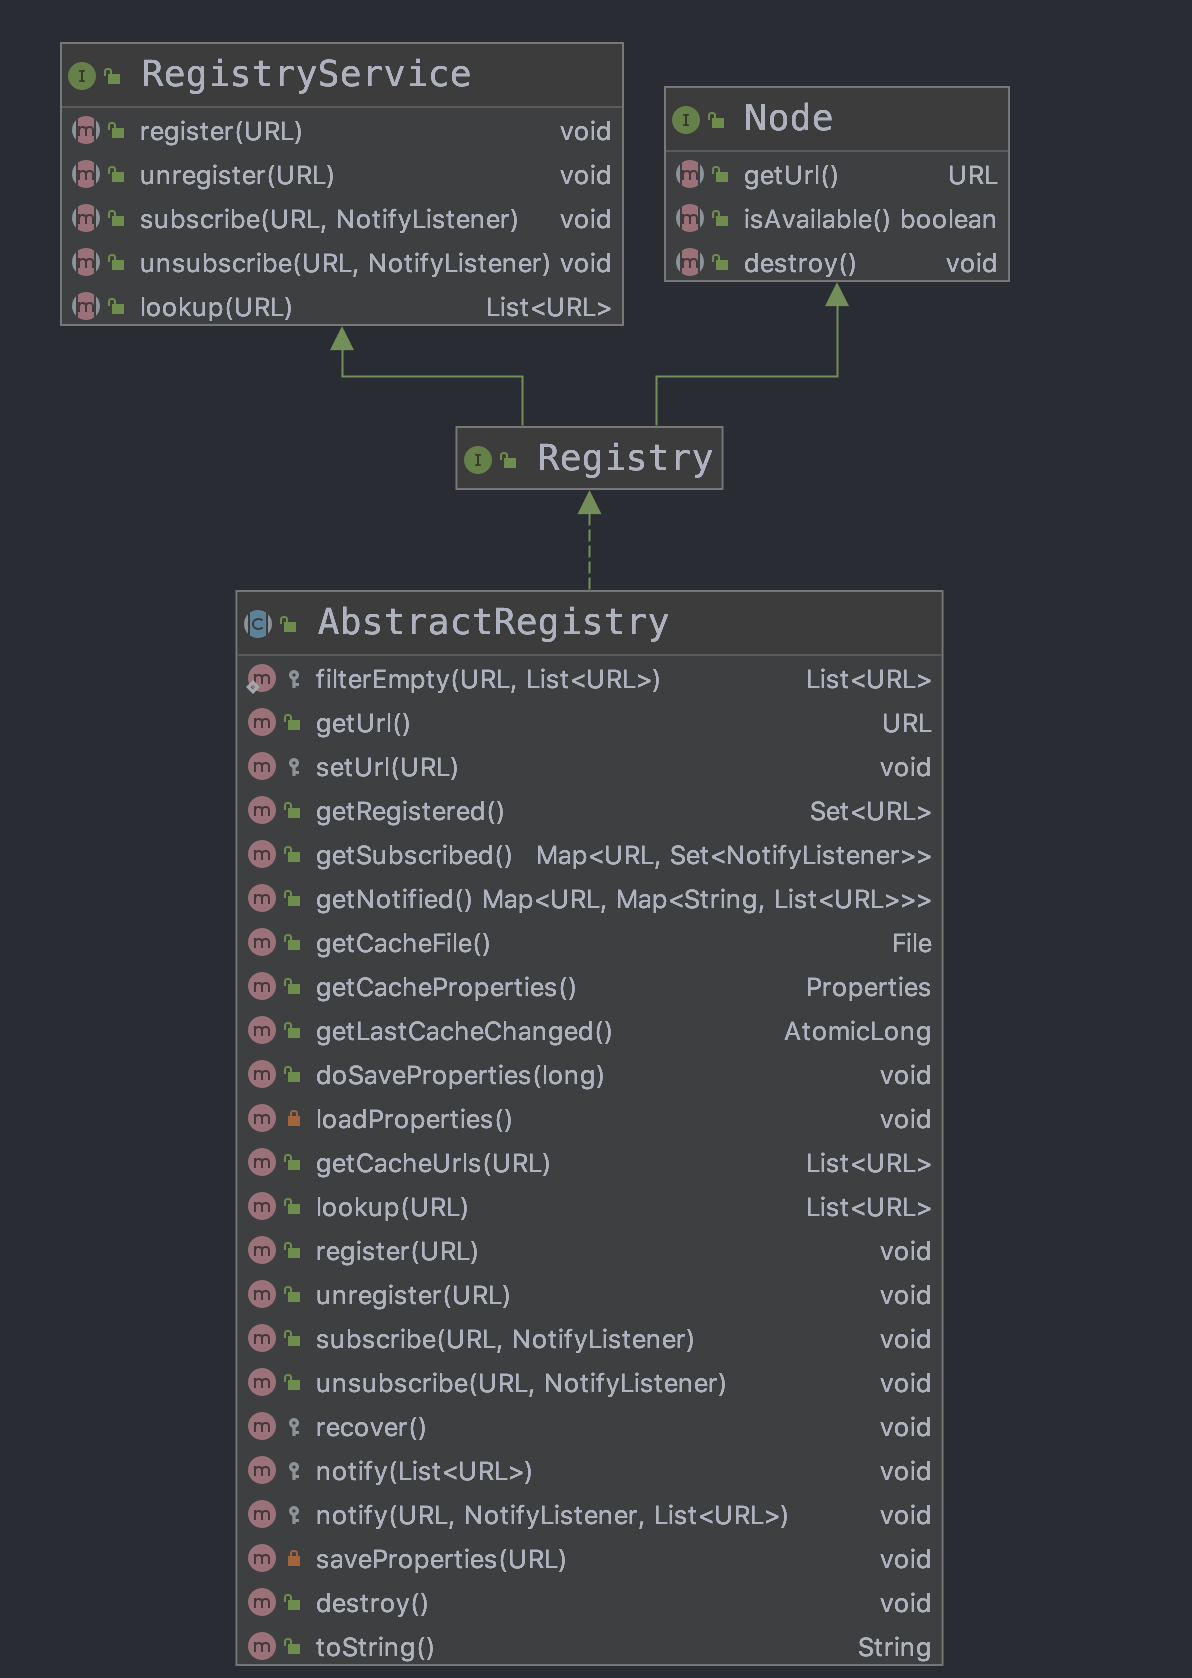 RegistryService
register(URL) void
unregister(URL) void
subscribe(URL, NotifyListener) void
unsubscribe(URL, NotifyListener) void
lookup(URL) List<URL>
Node
getUrl() URL
isAvailable() boolean
destroy() void
Registry
AbstractRegistry
filterEmpty(URL, List<URL>) List<URL>
getUrl() URL
setUrl(URL) void
getRegistered() Set<URL>
getSubscribed() Map<URL, Set<NotifyListener>>
getNotified() Map<URL, Map<String, List<URL>>>
getCacheFile() File
getCacheProperties() Properties
getLastCacheChanged() AtomicLong
doSaveProperties(long) void
loadProperties() void
getCacheUrls(URL) List<URL>
lookup(URL) List<URL>
register(URL) void
unregister(URL) void
subscribe(URL, NotifyListener) void
unsubscribe(URL, NotifyListener) void
recover() void
notify(List<URL>) void
notify(URL, NotifyListener, List<URL>) void
saveProperties(URL) void
destroy() void
toString() String